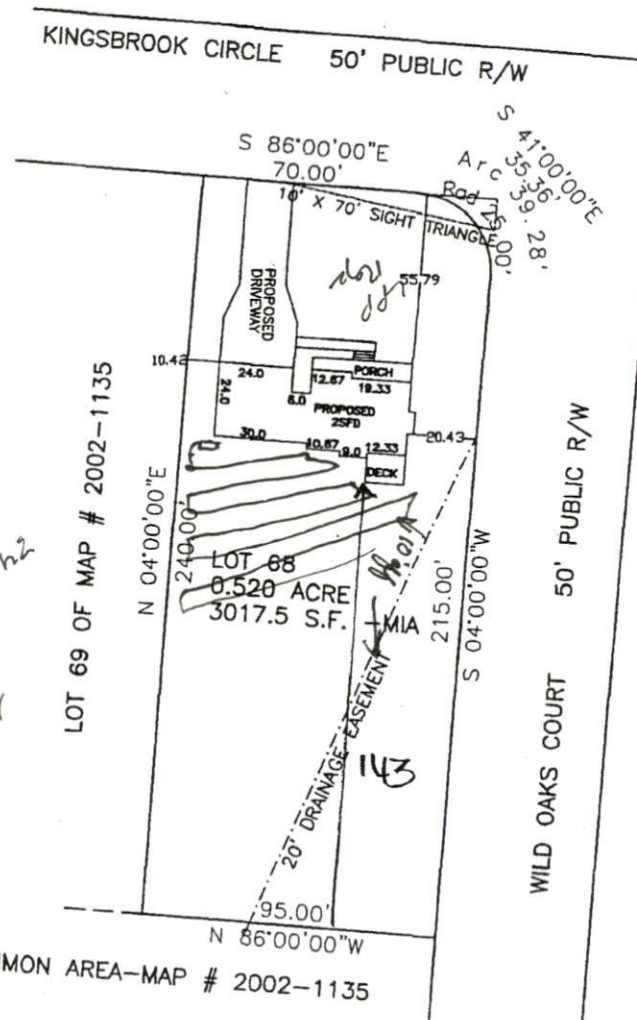 KINGSBROOK CIRCLE 50' PUBLIC R/W
S 86°00'00"E
70.00'
S 41°00'00"E
35.36'
Arc 39.28'
Rad 25.00'
10' X 70' SIGHT TRIANGLE
55.79
PROPOSED
DRIVEWAY
10.42
24.0
12.67
PORCH
19.33
24.0
6.0
PROPOSED
2SFD
30.0
10.67
9.0
12.33
20.43
DECK
LOT 69 OF MAP # 2002-1135
N 04°00'00"E
240.00'
LOT 68
0.520 ACRE
3017.5 S.F. -MIA
215.00'
S 04°00'00"W
20' DRAINAGE EASEMENT
143
WILD OAKS COURT 50' PUBLIC R/W
95.00'
N 86°00'00"W
MON AREA-MAP # 2002-1135